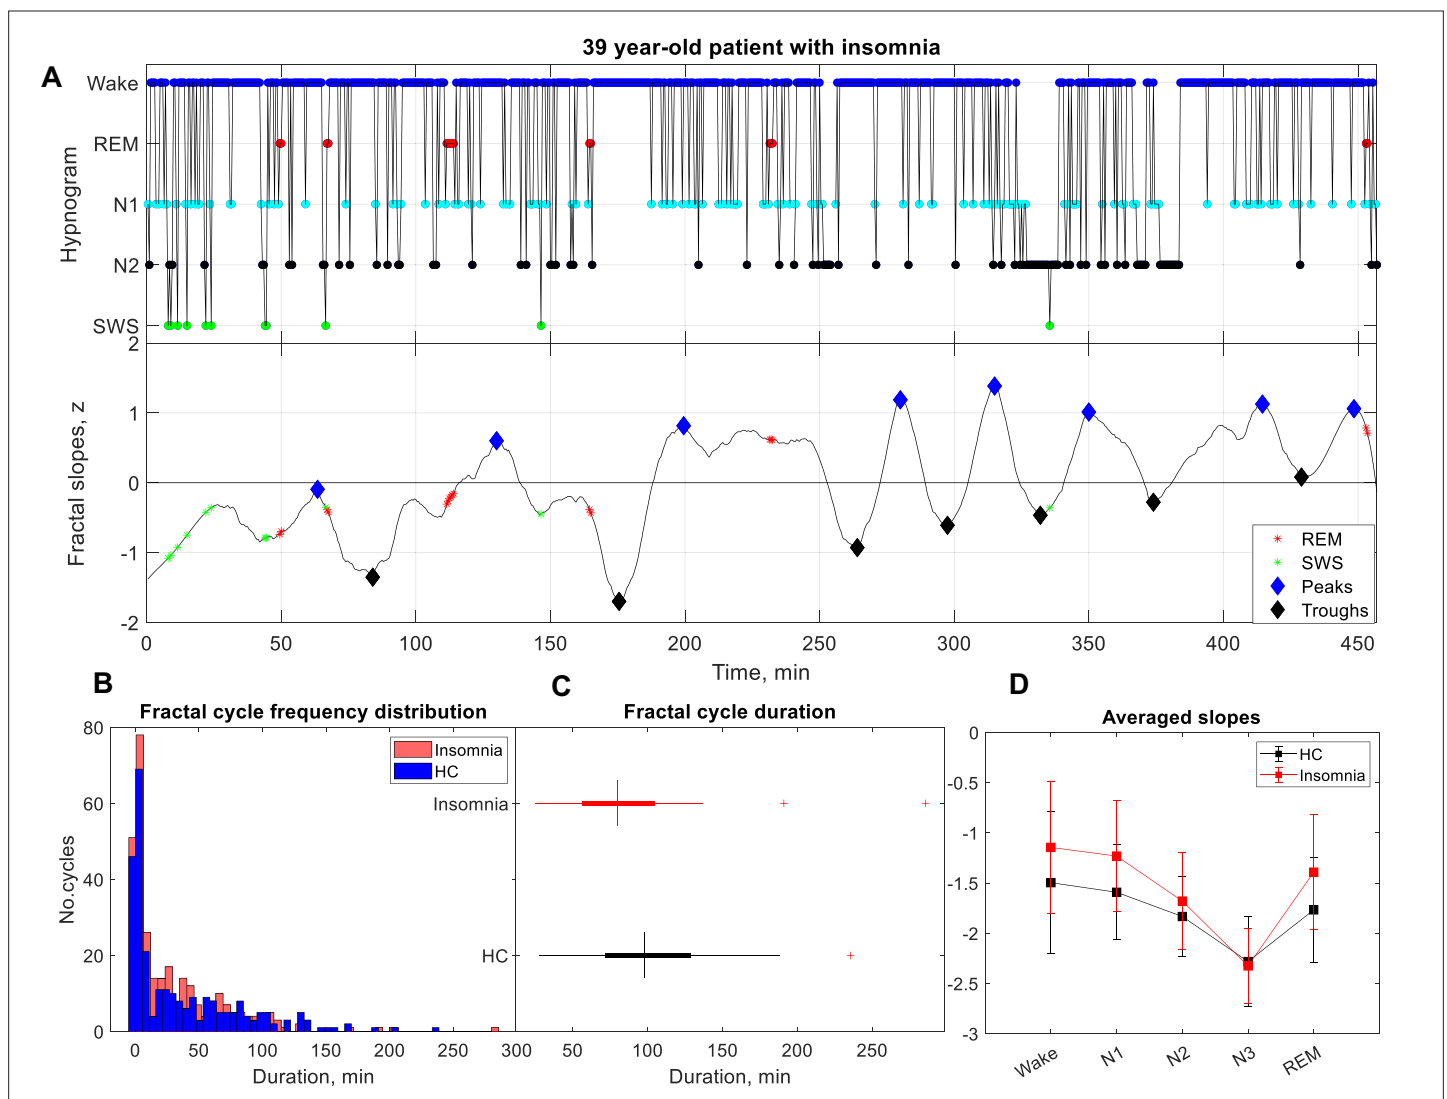 39 year-old patient with insomnia
A
Hypnogram
Wake
REM
N1
N2
SWS
Fractal slopes, z
2
1
0
-1
-2
0 50 100 150 200 250 300 350 400 450
Time, min
REM
SWS
Peaks
Troughs
B
Fractal cycle frequency distribution
No.cycles
80
60
40
20
0
0 50 100 150 200 250 300
Duration, min
Insomnia
HC
C
Fractal cycle duration
Insomnia
HC
50 100 150 200 250
Duration, min
D
Averaged slopes
0
-0.5
-1
-1.5
-2
-2.5
-3
Wake N1 N2 N3 REM
HC
Insomnia